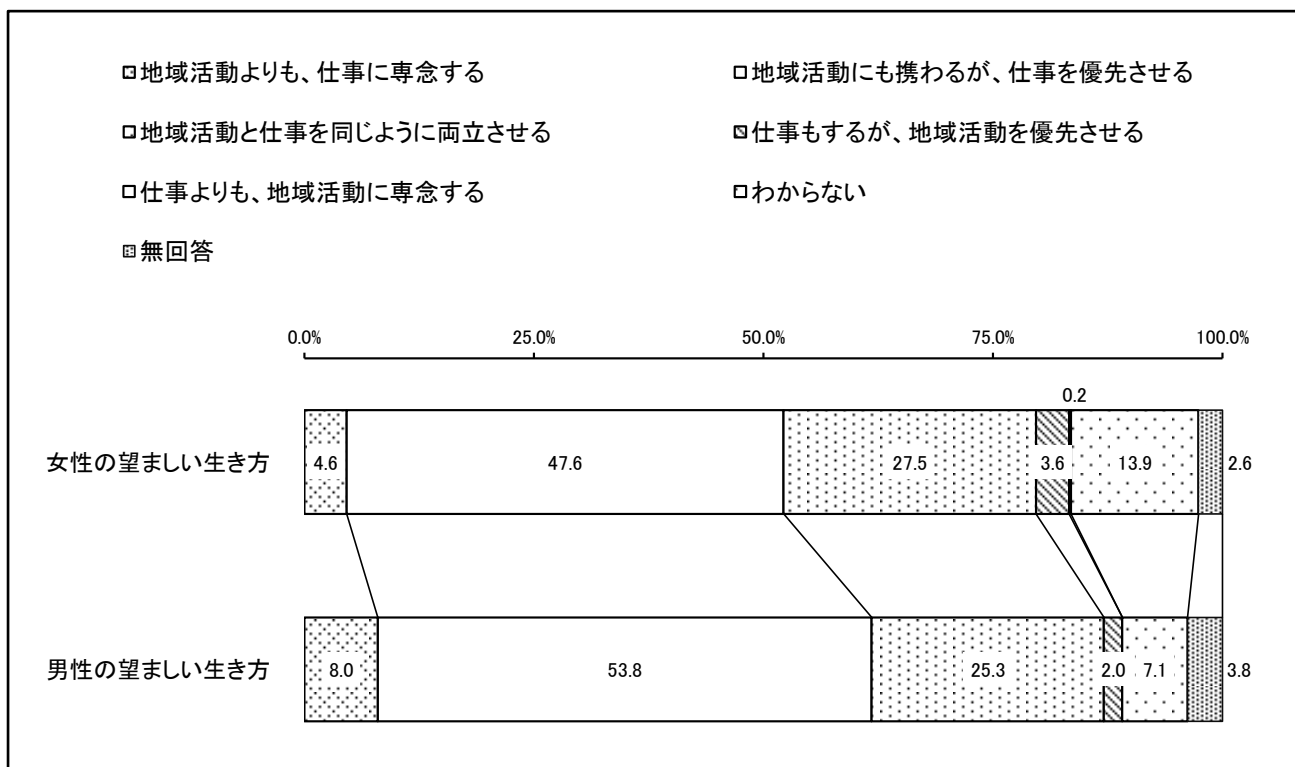 地域活動よりも、仕事に専念する
地域活動にも携わるが、仕事を優先させる
地域活動と仕事を同じように両立させる
仕事もするが、地域活動を優先させる
仕事よりも、地域活動に専念する
わからない
無回答
0.0% 25.0% 50.0% 75.0% 100.0%
0.2
女性の望ましい生き方 4.6 47.6 27.5 3.6 13.9 2.6
男性の望ましい生き方 8.0 53.8 25.3 2.0 7.1 3.8